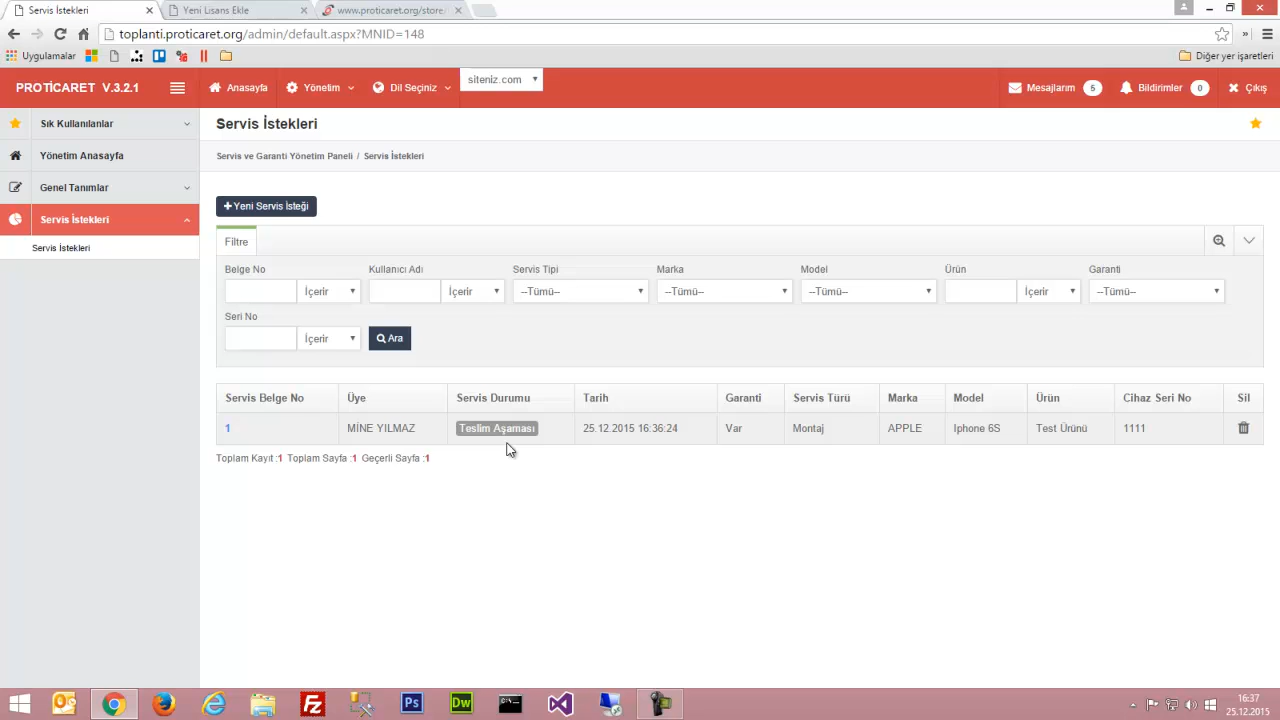 Servis İstekleri
Yeni Lisans Ekle
www.proticaret.org/store
toplanti.proticaret.org/admin/default.aspx?MNID=148
Uygulamalar
Diğer yer işaretleri
PROTİCARET V.3.2.1
Anasayfa
Yönetim
Dil Seçiniz
siteniz.com
Mesajlarım 5
Bildirimler 0
Çıkış
Sık Kullanılanlar
Yönetim Anasayfa
Genel Tanımlar
Servis İstekleri
Servis İstekleri
Servis İstekleri
Servis ve Garanti Yönetim Paneli / Servis İstekleri
+ Yeni Servis İsteği
Filtre
Belge No Kullanıcı Adı Servis Tipi Marka Model Ürün Garanti
İçerir İçerir --Tümü-- --Tümü-- --Tümü-- İçerir --Tümü--
Seri No
İçerir Ara
Servis Belge No Üye Servis Durumu Tarih Garanti Servis Türü Marka Model Ürün Cihaz Seri No Sil
1 MİNE YILMAZ Teslim Aşaması 25.12.2015 16:36:24 Var Montaj APPLE Iphone 6S Test Ürünü 1111
Toplam Kayıt :1 Toplam Sayfa :1 Geçerli Sayfa :1
Ps
Dw
16:37
25.12.2015